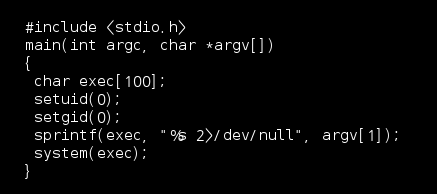 #include <stdio.h>
main(int argc, char *argv[])
{
 char exec[100];
 setuid(0);
 setgid(0);
 sprintf(exec, "%s 2>/dev/null", argv[1]);
 system(exec);
}